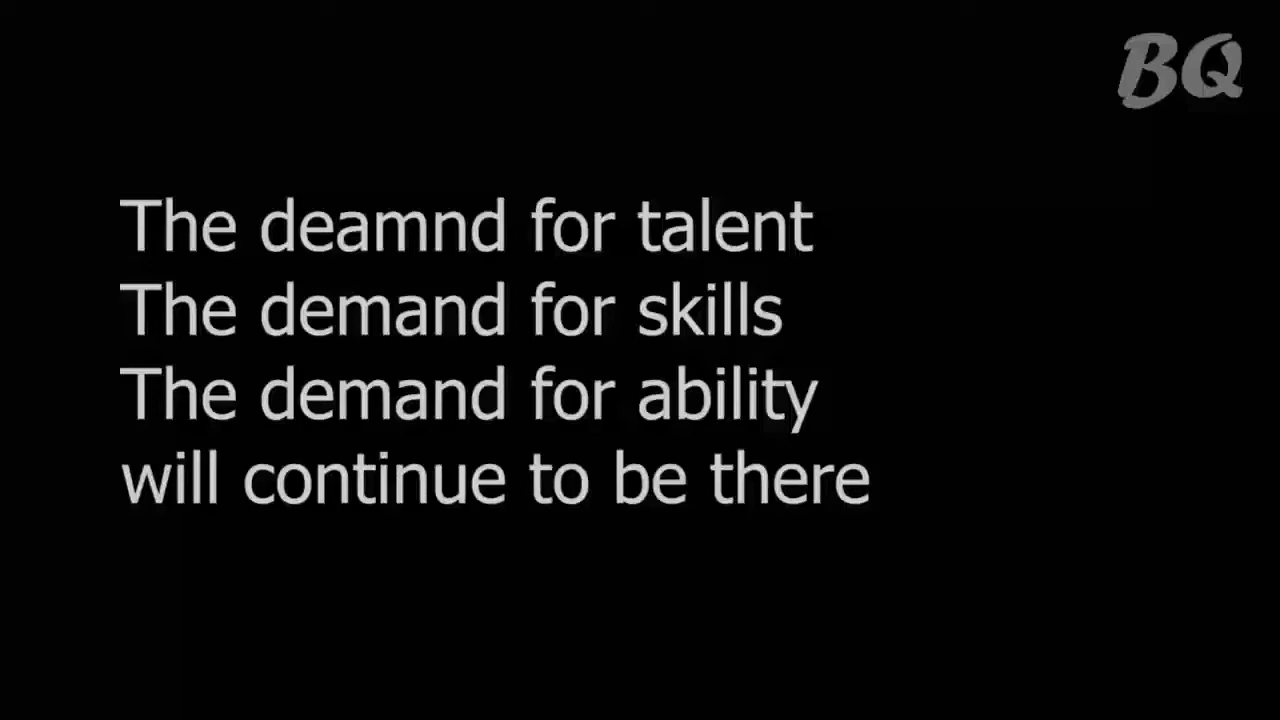 BQ
The deamnd for talent
The demand for skills
The demand for ability
will continue to be there